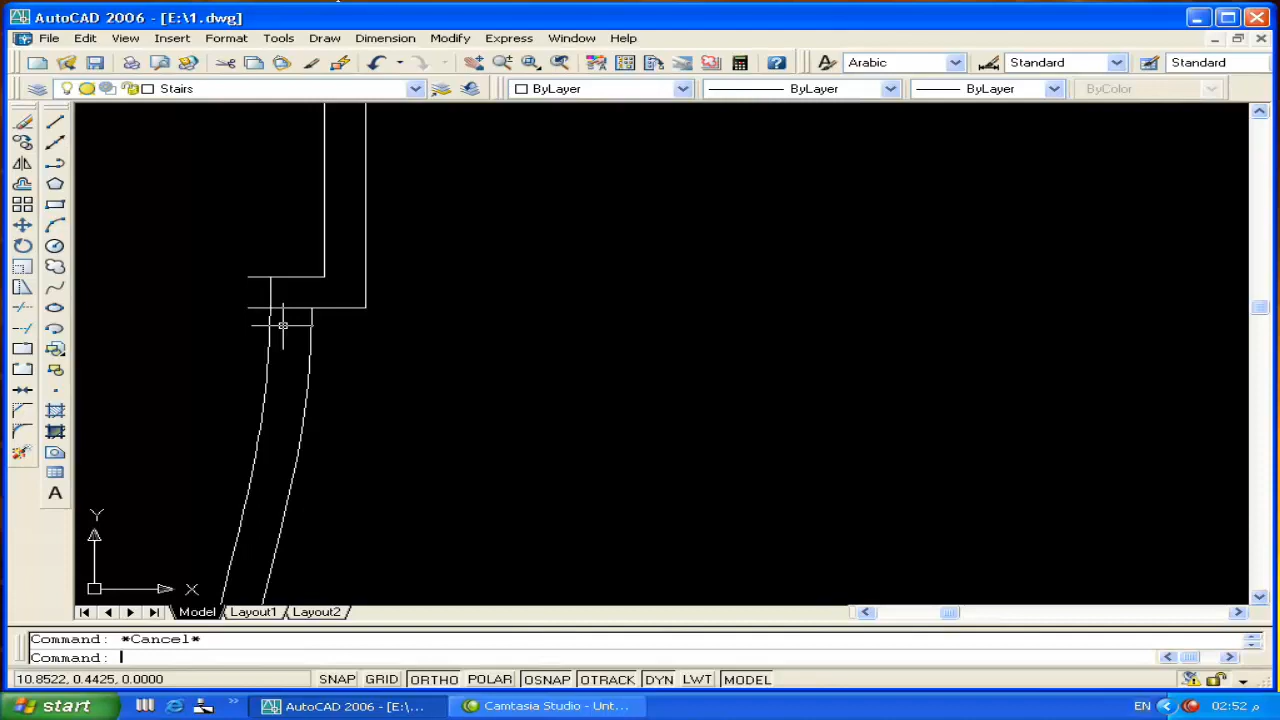 AutoCAD 2006 - [E:\1.dwg]
File Edit View Insert Format Tools Draw Dimension Modify Express Window Help
Arabic Standard Standard
Stairs ByLayer ByLayer ByLayer ByColor
A
Y
X
Model Layout1 Layout2
Command: *Cancel*
Command:
10.8522, 0.4425, 0.0000 SNAP GRID ORTHO POLAR OSNAP OTRACK DYN LWT MODEL
start AutoCAD 2006 - [E:\... Camtasia Studio - Unt... EN 02:52 م